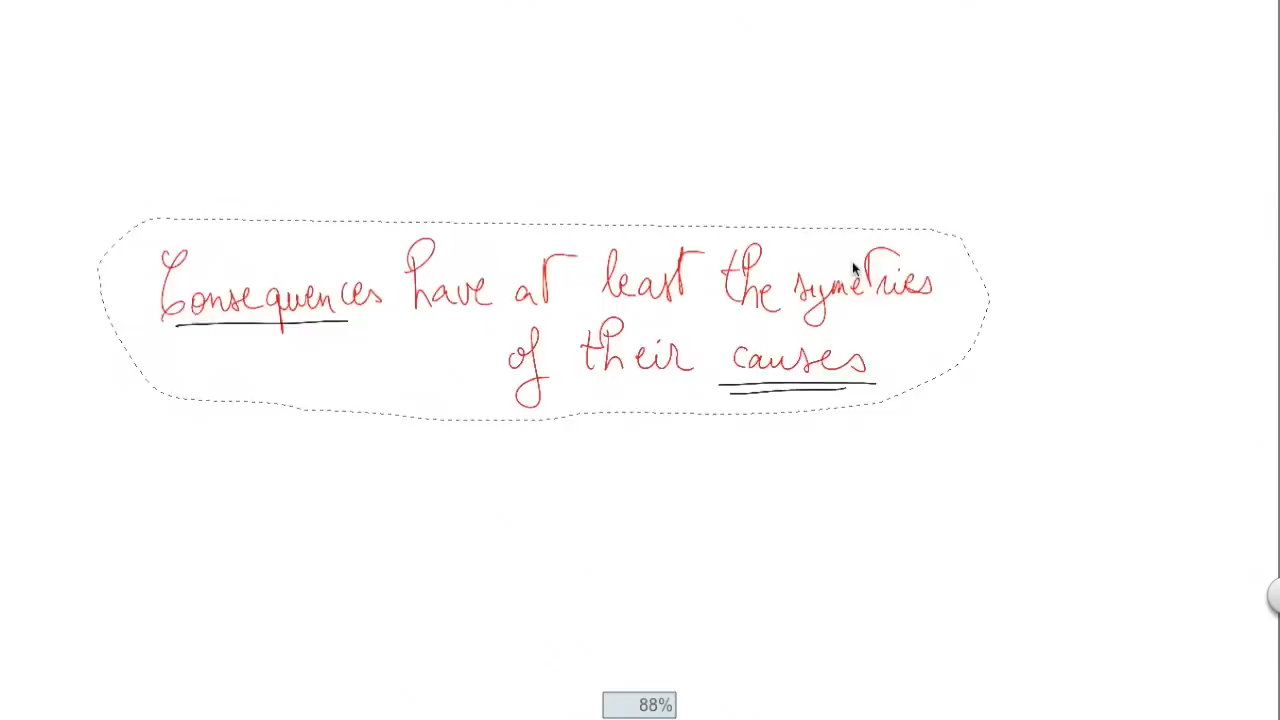 Consequences have at least the symetries
of their causes
88%